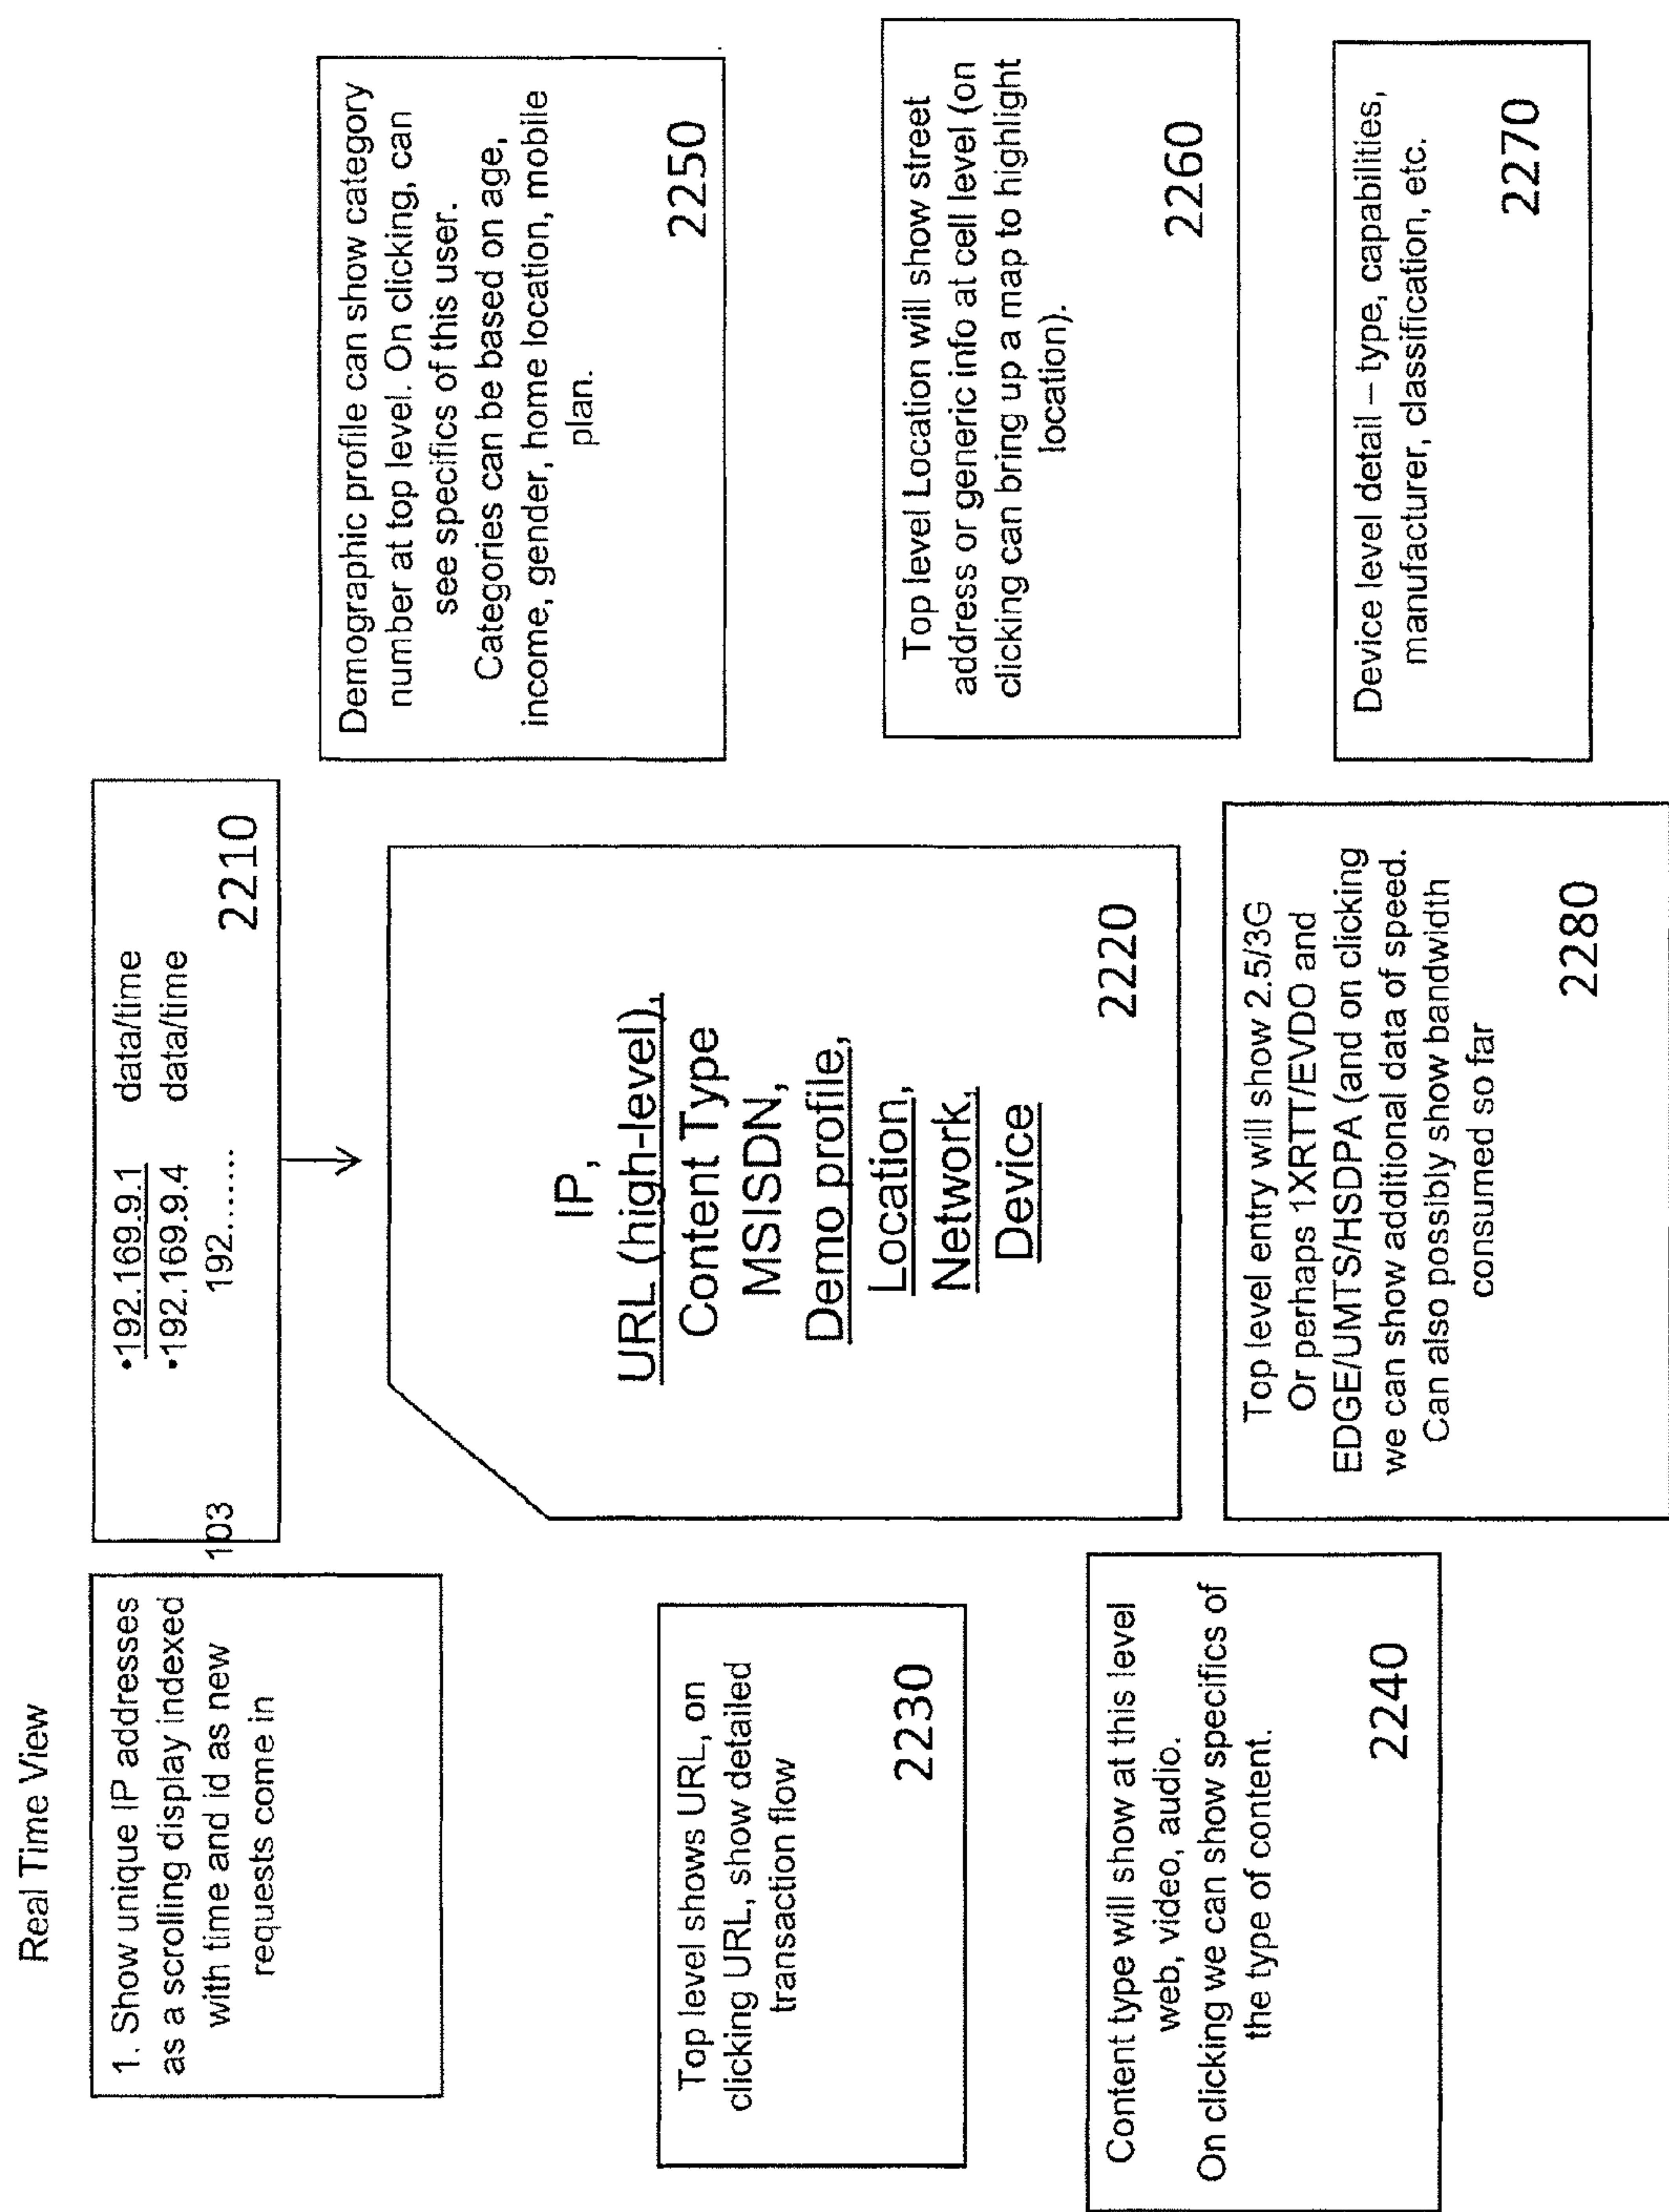 Real Time View
1. Show unique IP addresses
as a scrolling display indexed
with time and id as new
requests come in
•192.169.9.1 data/time
•192.169.9.4 data/time
103 192........
2210
IP,
URL (high-level),
Content Type
MSISDN,
Demo profile,
Location,
Network,
Device
2220
Top level shows URL, on
clicking URL, show detailed
transaction flow
2230
Content type will show at this level
web, video, audio.
On clicking we can show specifics of
the type of content.
2240
Demographic profile can show category
number at top level. On clicking, can
see specifics of this user.
Categories can be based on age,
income, gender, home location, mobile
plan.
2250
Top level Location will show street
address or generic info at cell level (on
clicking can bring up a map to highlight
location).
2260
Device level detail – type, capabilities,
manufacturer, classification, etc.
2270
Top level entry will show 2.5/3G
Or perhaps 1XRTT/EVDO and
EDGE/UMTS/HSDPA (and on clicking
we can show additional data of speed.
Can also possibly show bandwidth
consumed so far
2280